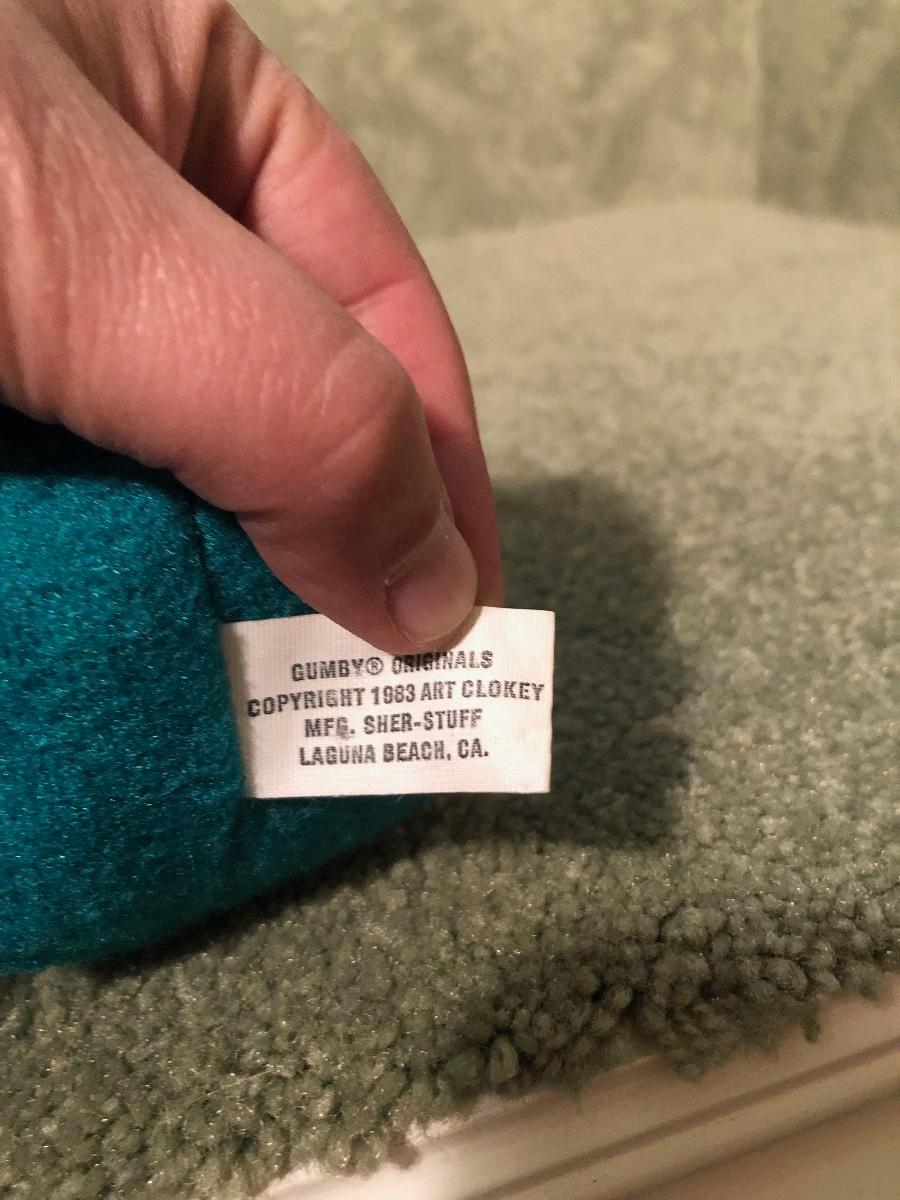 GUMBY® ORIGINALS
COPYRIGHT 1983 ART CLOKEY
MFG. SHER-STUFF
LAGUNA BEACH, CA.